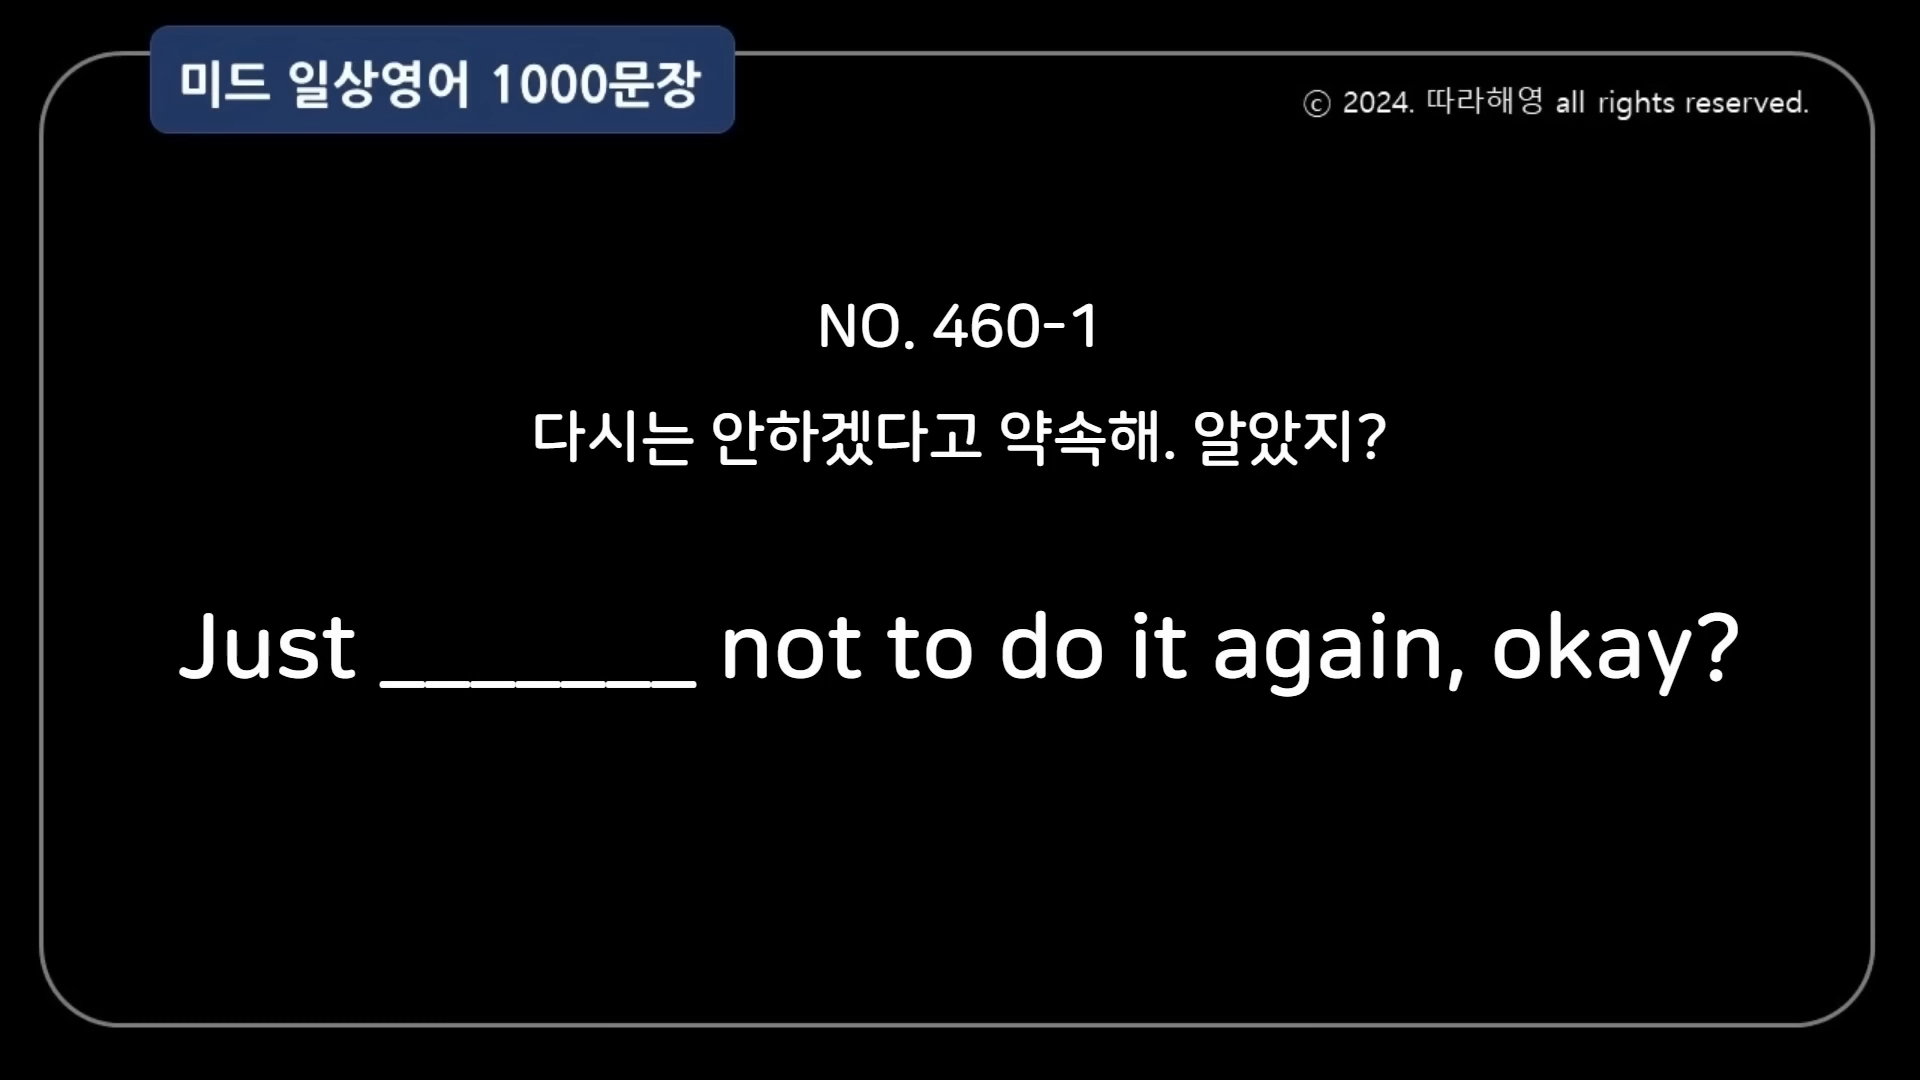 미드 일상영어 1000문장
ⓒ 2024. 따라해영 all rights reserved.
NO. 460-1
다시는 안하겠다고 약속해. 알았지?
Just _______ not to do it again, okay?